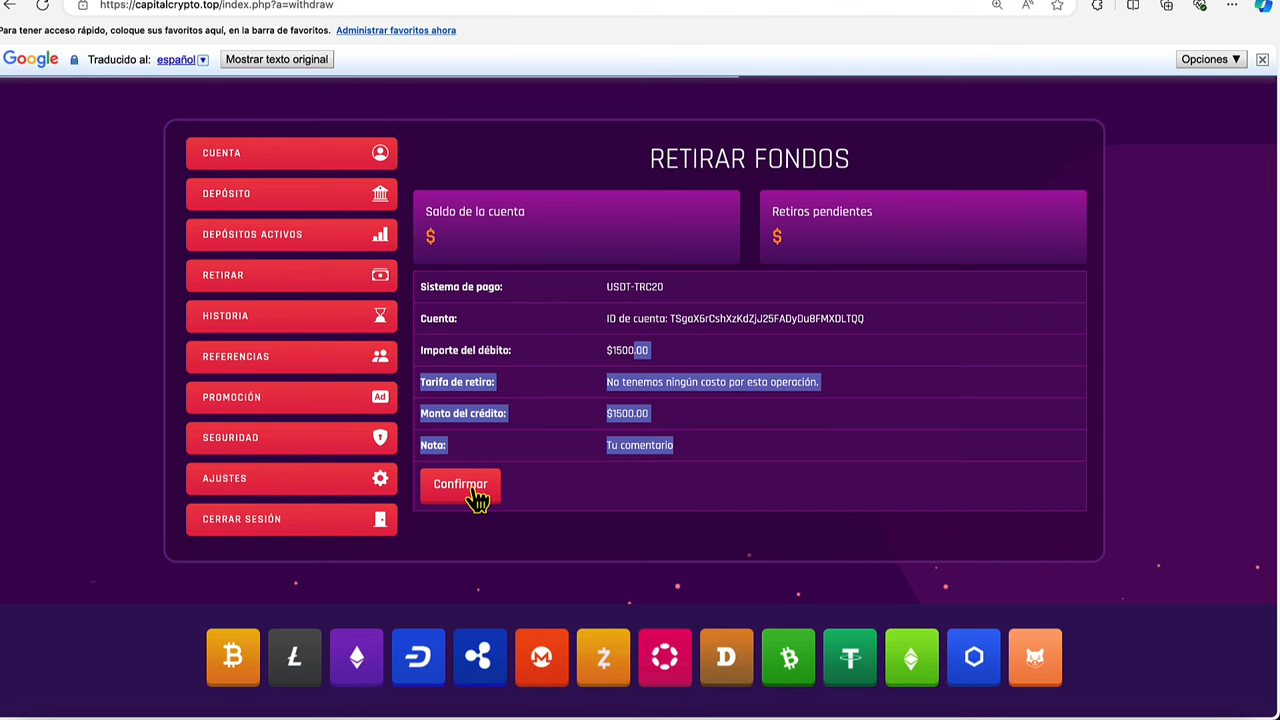 https://capitalcrypto.top/index.php?a=withdraw
Para tener acceso rápido, coloque sus favoritos aquí, en la barra de favoritos. Administrar favoritos ahora
Google Traducido al: español ▼ Mostrar texto original Opciones ▼
CUENTA
DEPÓSITO
DEPÓSITOS ACTIVOS
RETIRAR
HISTORIA
REFERENCIAS
PROMOCIÓN Ad
SEGURIDAD
AJUSTES
CERRAR SESIÓN
RETIRAR FONDOS
Saldo de la cuenta
$
Retiros pendientes
$
Sistema de pago: USDT-TRC20
Cuenta: ID de cuenta: TSgaX6rCshXzKdZjJ25FADyDu8FMXDLTQQ
Importe del débito: $1500.00
Tarifa de retiro: No tenemos ningún costo por esta operación.
Monto del crédito: $1500.00
Nota: Tu comentario
Confirmar